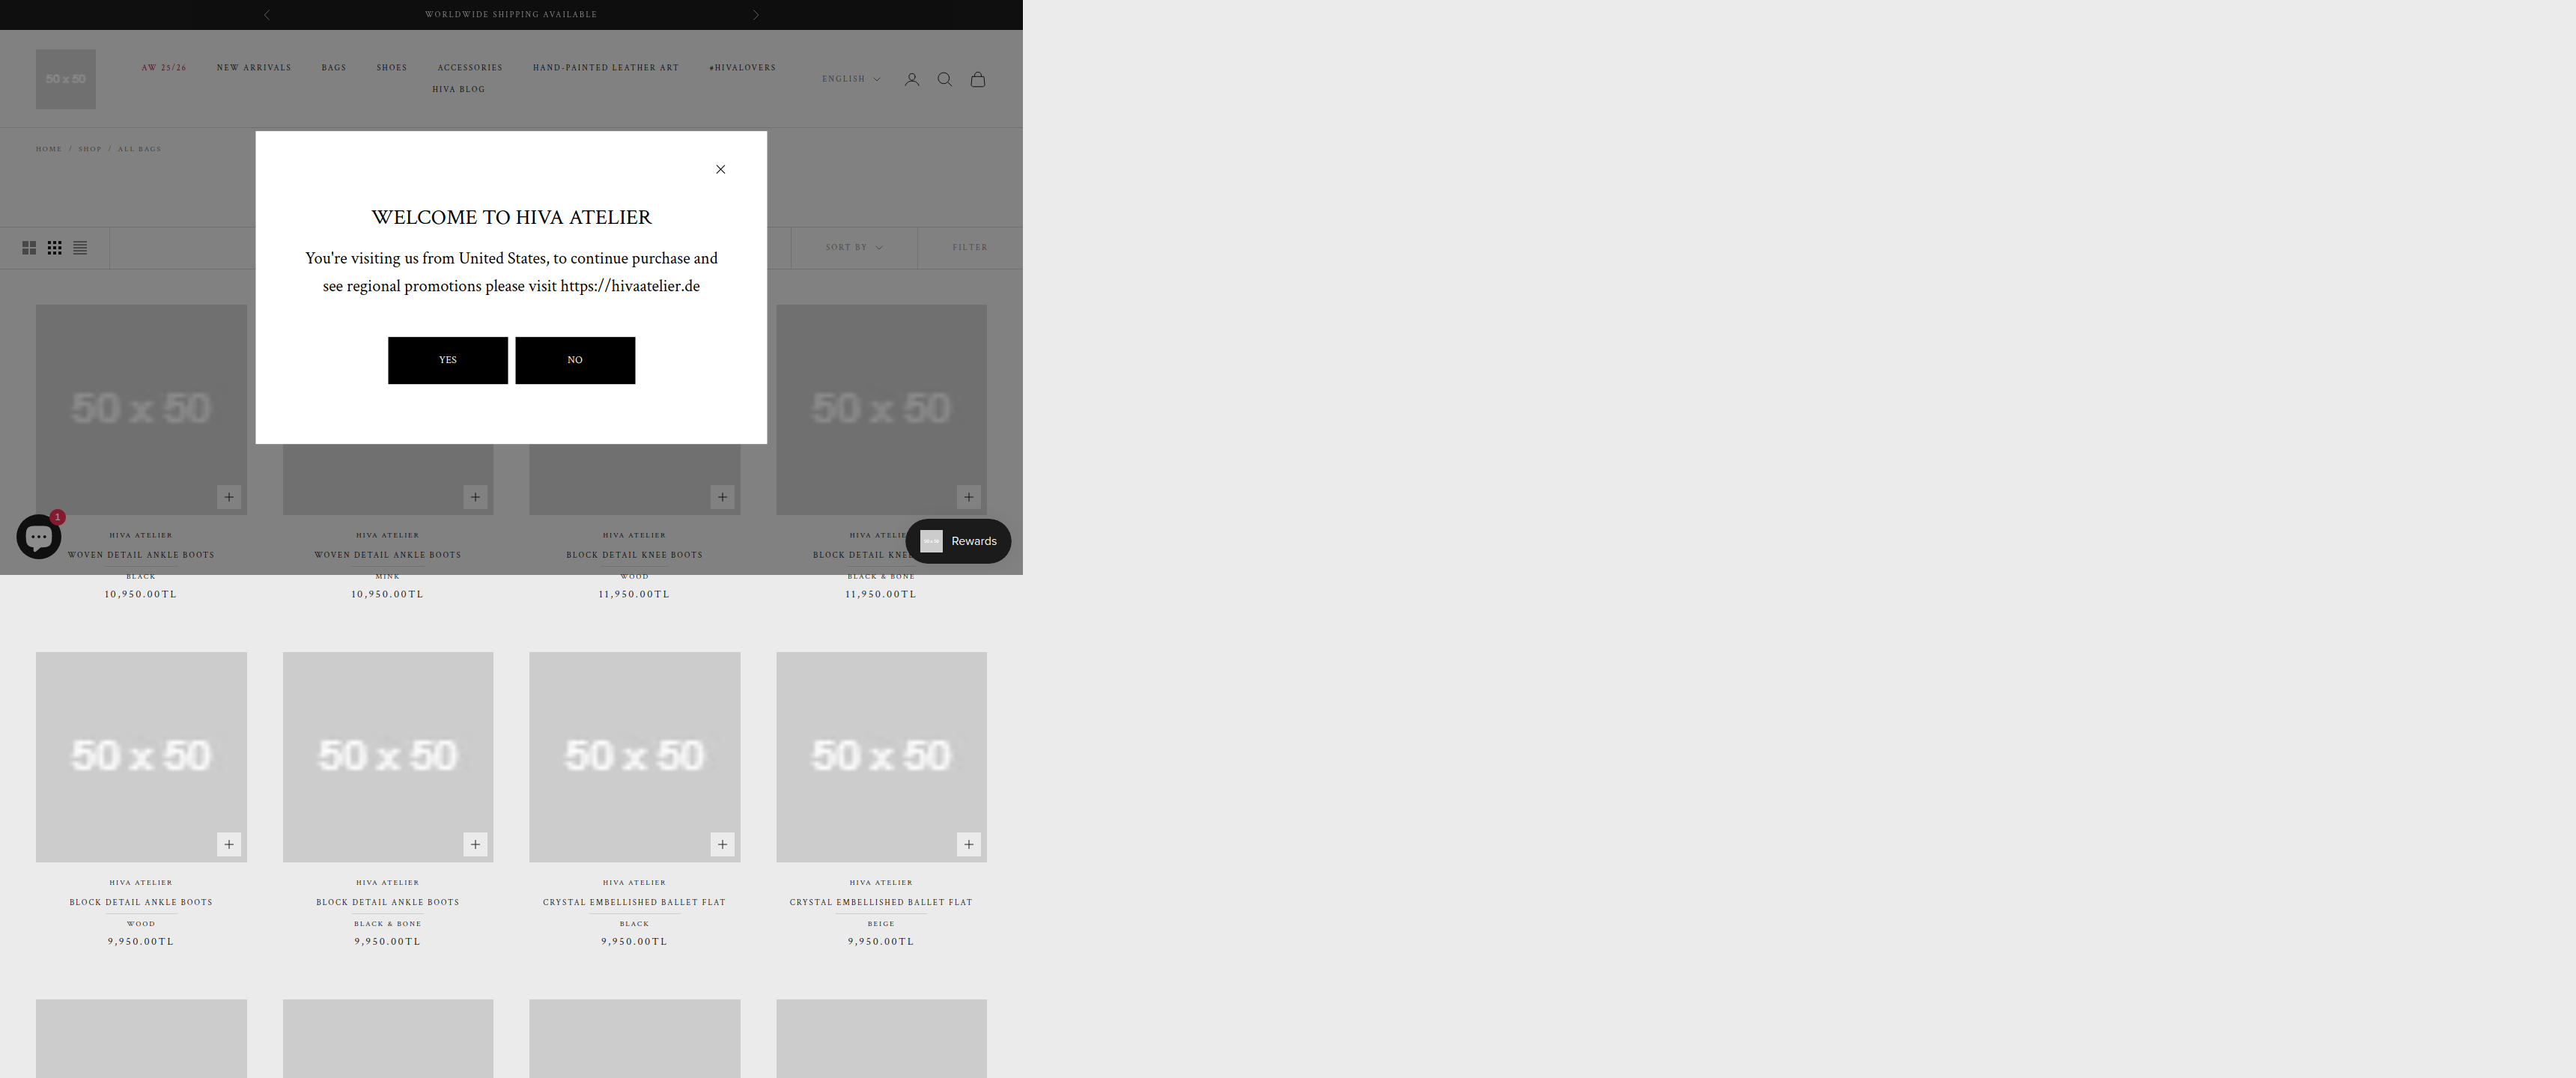 WORLDWIDE SHIPPING AVAILABLE
50 x 50
AW 25/26 NEW ARRIVALS BAGS SHOES ACCESSORIES HAND-PAINTED LEATHER ART #HIVALOVERS
HIVA BLOG
ENGLISH
HOME / SHOP / ALL BAGS
WELCOME TO HIVA ATELIER
You're visiting us from United States, to continue purchase and
see regional promotions please visit https://hivaatelier.de
YES NO
SORT BY FILTER
50 x 50 50 x 50
1
HIVA ATELIER HIVA ATELIER HIVA ATELIER HIVA ATELIE
WOVEN DETAIL ANKLE BOOTS WOVEN DETAIL ANKLE BOOTS BLOCK DETAIL KNEE BOOTS BLOCK DETAIL KNE
Rewards
BLACK MINK WOOD BLACK & BONE
10,950.00TL 10,950.00TL 11,950.00TL 11,950.00TL
50 x 50 50 x 50 50 x 50 50 x 50
HIVA ATELIER HIVA ATELIER HIVA ATELIER HIVA ATELIER
BLOCK DETAIL ANKLE BOOTS BLOCK DETAIL ANKLE BOOTS CRYSTAL EMBELLISHED BALLET FLAT CRYSTAL EMBELLISHED BALLET FLAT
WOOD BLACK & BONE BLACK BEIGE
9,950.00TL 9,950.00TL 9,950.00TL 9,950.00TL